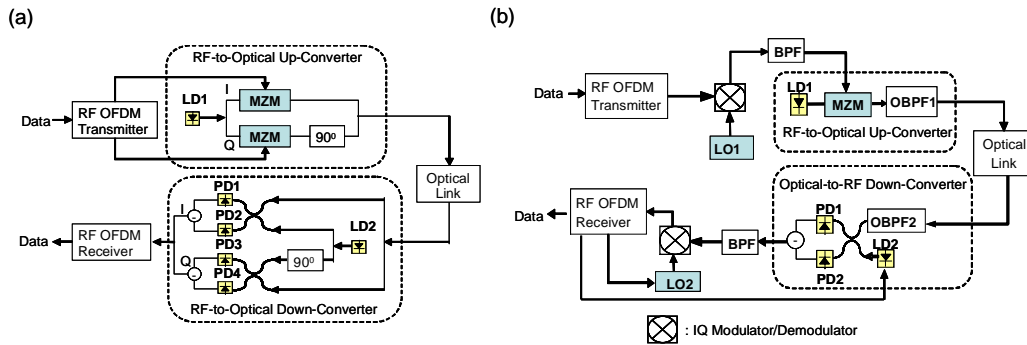 (a)
RF-to-Optical Up-Converter
I
LD1
MZM
Data
RF OFDM
Transmitter
MZM
90⁰
Q
Optical
Link
PD1
I
-
PD2
LD2
Data
RF OFDM
Receiver
PD3
90⁰
Q
-
PD4
RF-to-Optical Down-Converter
(b)
BPF
Data
RF OFDM
Transmitter
LD1
MZM
OBPF1
RF-to-Optical Up-Converter
LO1
Optical
Link
Optical-to-RF Down-Converter
Data
RF OFDM
Receiver
PD1
OBPF2
BPF
-
LD2
LO2
PD2
: IQ Modulator/Demodulator